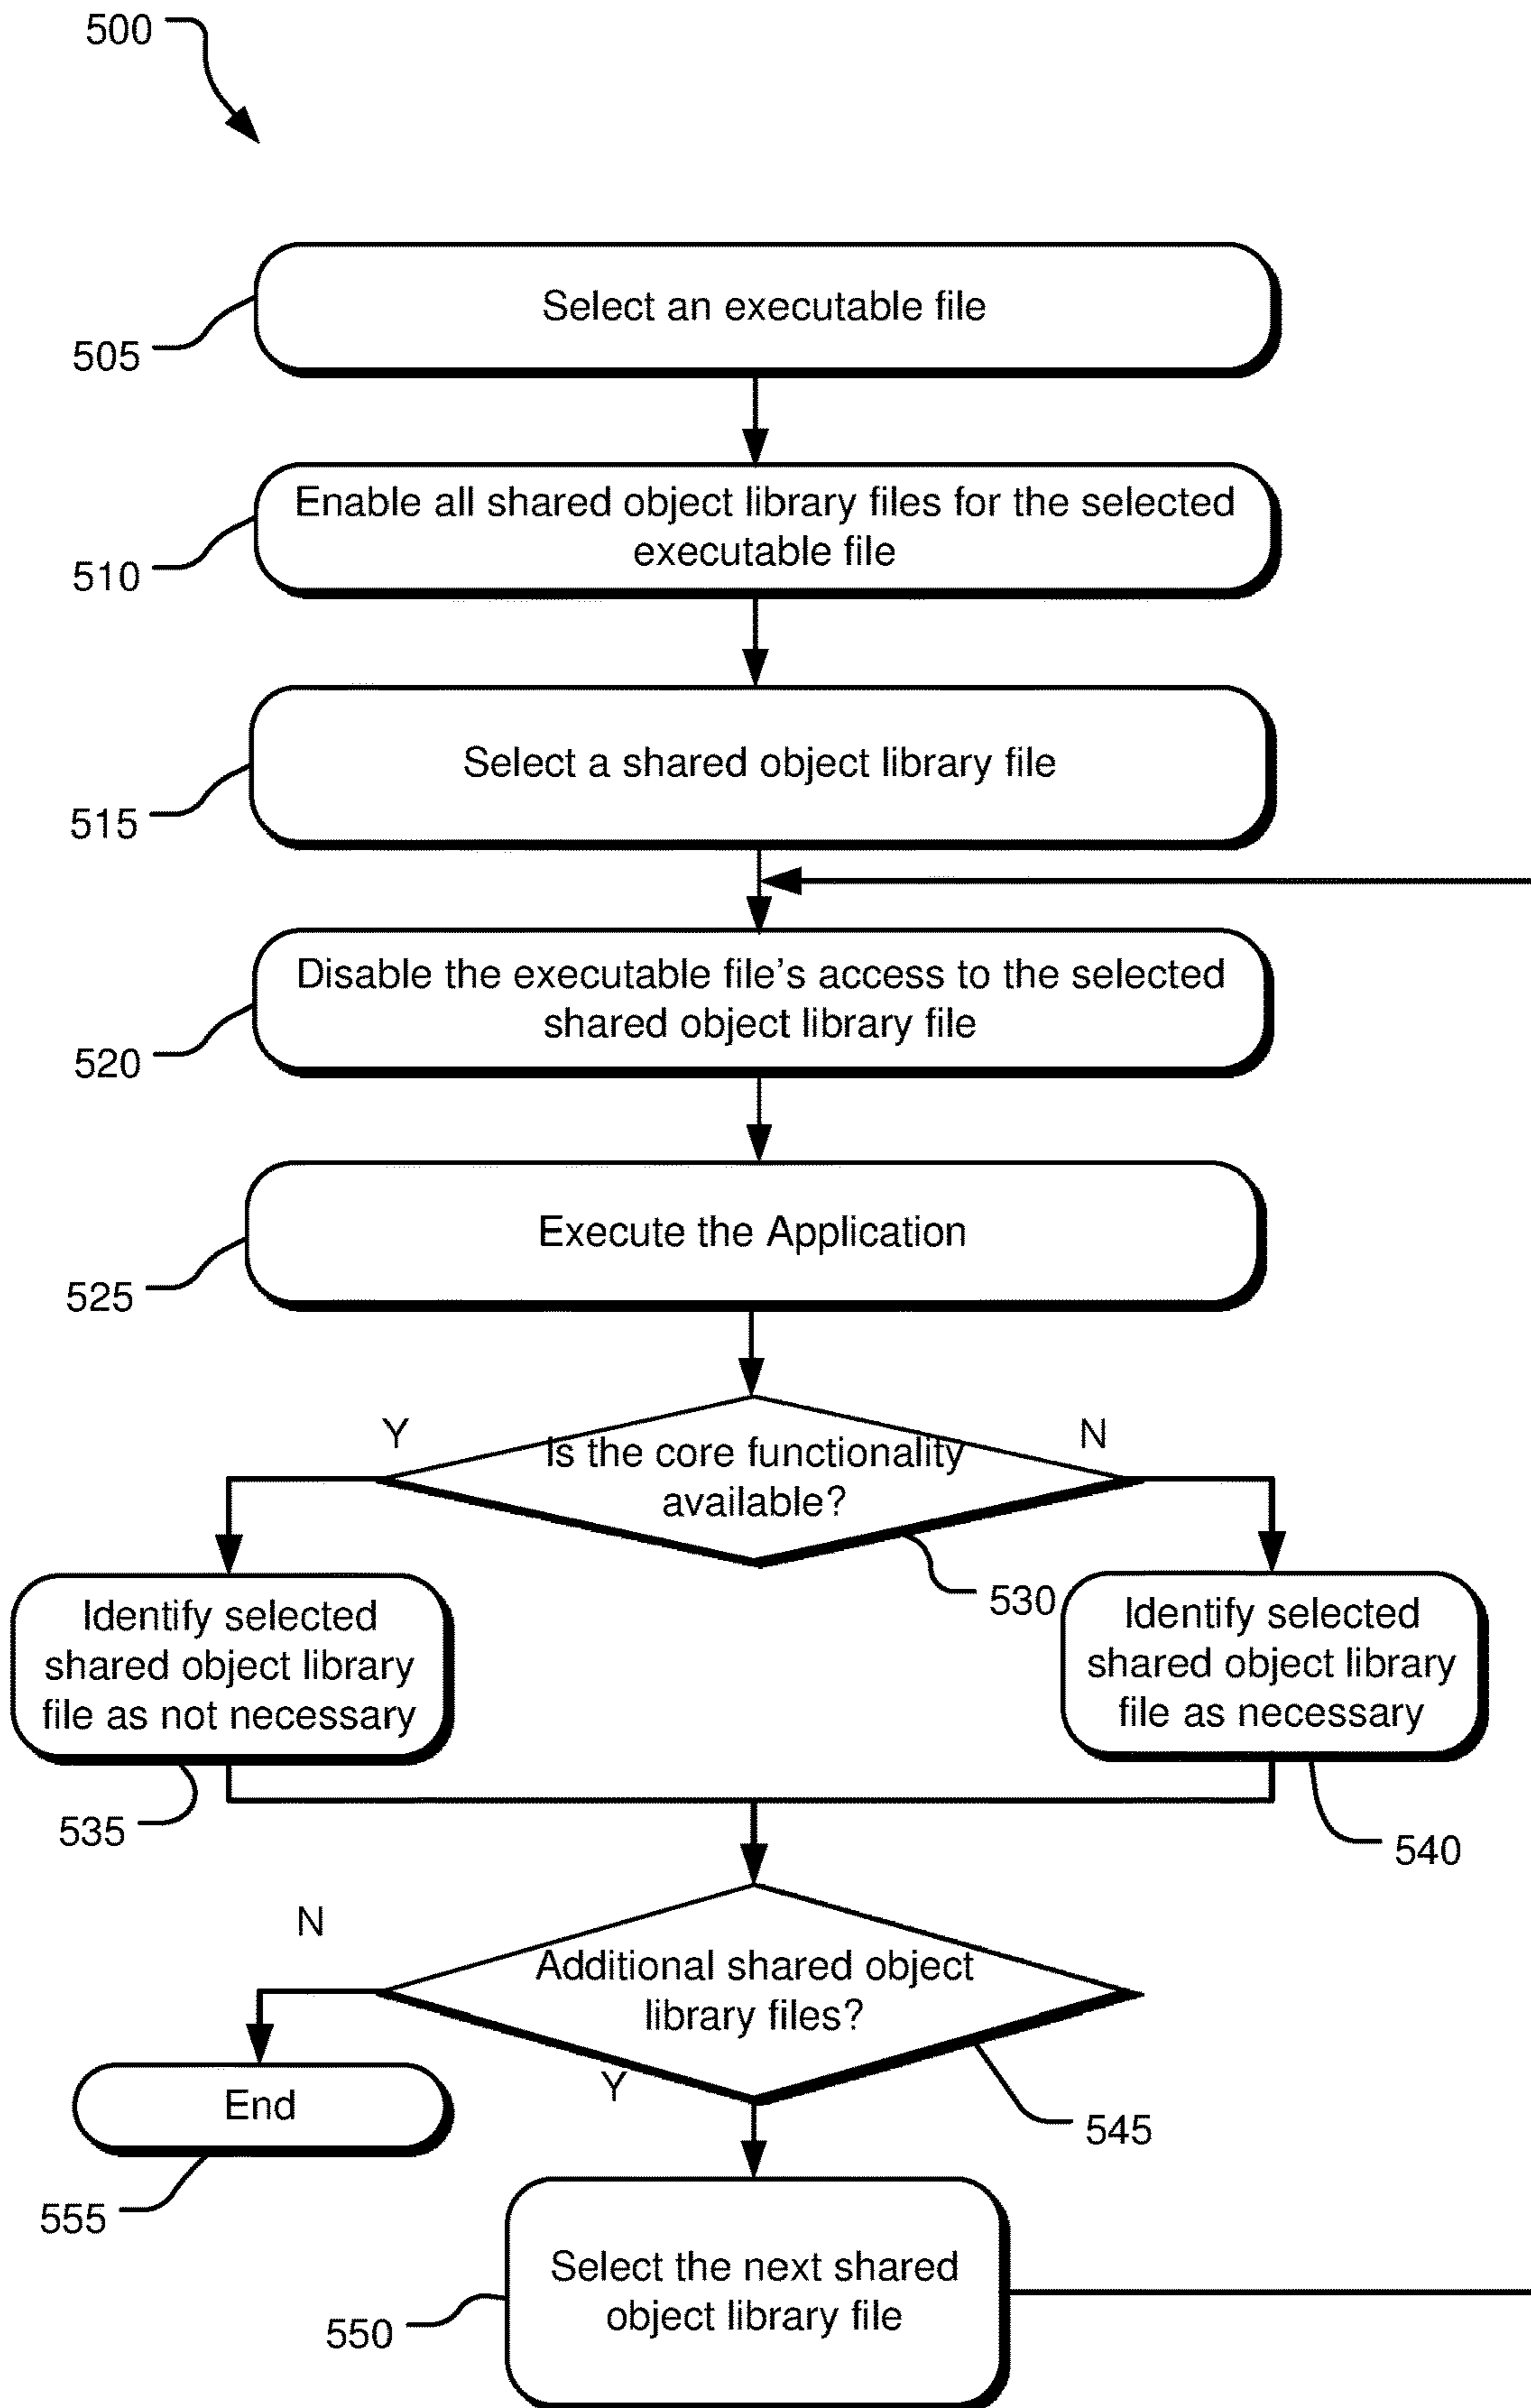 500
Select an executable file
505
Enable all shared object library files for the selected
executable file
510
Select a shared object library file
515
Disable the executable file's access to the selected
shared object library file
520
Execute the Application
525
Y
N
Is the core functionality
available?
530
Identify selected
shared object library
file as not necessary
535
Identify selected
shared object library
file as necessary
540
N
Additional shared object
library files?
Y
545
End
555
Select the next shared
object library file
550